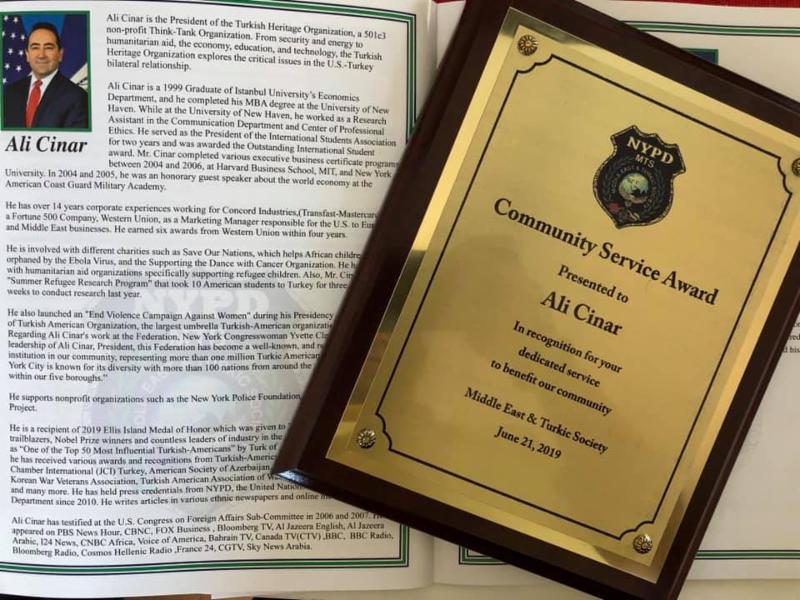 Ali Cinar is the President of the Turkish Heritage Organization, a 501c3
non-profit Think-Tank Organization. From security and energy to
humanitarian aid, the economy, education, and technology, the Turkish
Heritage Organization explores the critical issues in the U.S.-Turkey
bilateral relationship.
Ali Cinar is a 1999 Graduate of Istanbul University's Economics
Department, and he completed his MBA degree at the University of New
Haven. While at the University of New Haven, he worked as a Research
Assistant in the Communication Department and Center of Professional
Ethics. He served as the President of the International Students Association
for two years and was awarded the Outstanding International Student
award. Mr. Cinar completed various executive business certificate programs
between 2004 and 2006, at Harvard Business School, MIT, and New York
Ali Cinar
University. In 2004 and 2005, he was an honorary guest speaker about the world economy at the
American Coast Guard Military Academy.
He has over 14 years corporate experiences working for Concord Industries,(Transfast-Mastercard
a Fortune 500 Company, Western Union, as a Marketing Manager responsible for the U.S. to
and Middle East businesses. He earned six awards from Western Union within four years.
He is involved with different charities such as Save Our Nations, which helps African
orphaned by the Ebola Virus, and the Supporting the Dance with Cancer Organization. He
with humanitarian aid organizations specifically supporting refugee children. Also, Mr.
"Summer Refugee Research Program" that took 10 American students to Turkey for three
weeks to conduct research last year.
He also launched an "End Violence Campaign Against Women" during his Presidency
of Turkish American Organization, the largest umbrella Turkish-American
Regarding Ali Cinar's work at the Federation, New York Congresswoman Yvette
leadership of Ali Cinar, President, this Federation has become a well-known, and
institution in our community, representing more than one million Turkic American
York City is known for its diversity with more than 100 nations from around the
within our five boroughs."
He supports nonprofit organizations such as the New York Police Foundation,
Project.
He is a recipient of 2019 Ellis Island Medal of Honor which was given to
trailblazers, Nobel Prize winners and countless leaders of industry in the
as "One of the Top 50 Most Influential Turkish-Americans" by Turk of
he has received various awards and recognitions from
Chamber International (JCI) Turkey, American Society of Azerbaijan
Korean War Veterans Association, Turkish American Association of
and many more. He has held press credentials from NYPD, the United
Department since 2010. He writes articles in various ethnic newspapers and online
Ali Cinar has testified at the U.S. Congress on Foreign Affairs Sub-Committee in 2006 and 2007.
appeared on PBS News Hour, CBNC, FOX Business , Bloomberg TV, Al Jazeera English, Al Jazeera
Arabic, I24 News, CNBC Africa, Voice of America, Bahrain TV, Canada TV(CTV) ,BBC, BBC Radio,
Bloomberg Radio, Cosmos Hellenic Radio ,France 24, CGTV, Sky News Arabia.
NYPD
MTS
Community Service Award
Presented to
Ali Cinar
In recognition for your
dedicated service
to benefit our community
Middle East & Turkic Society
June 21, 2019